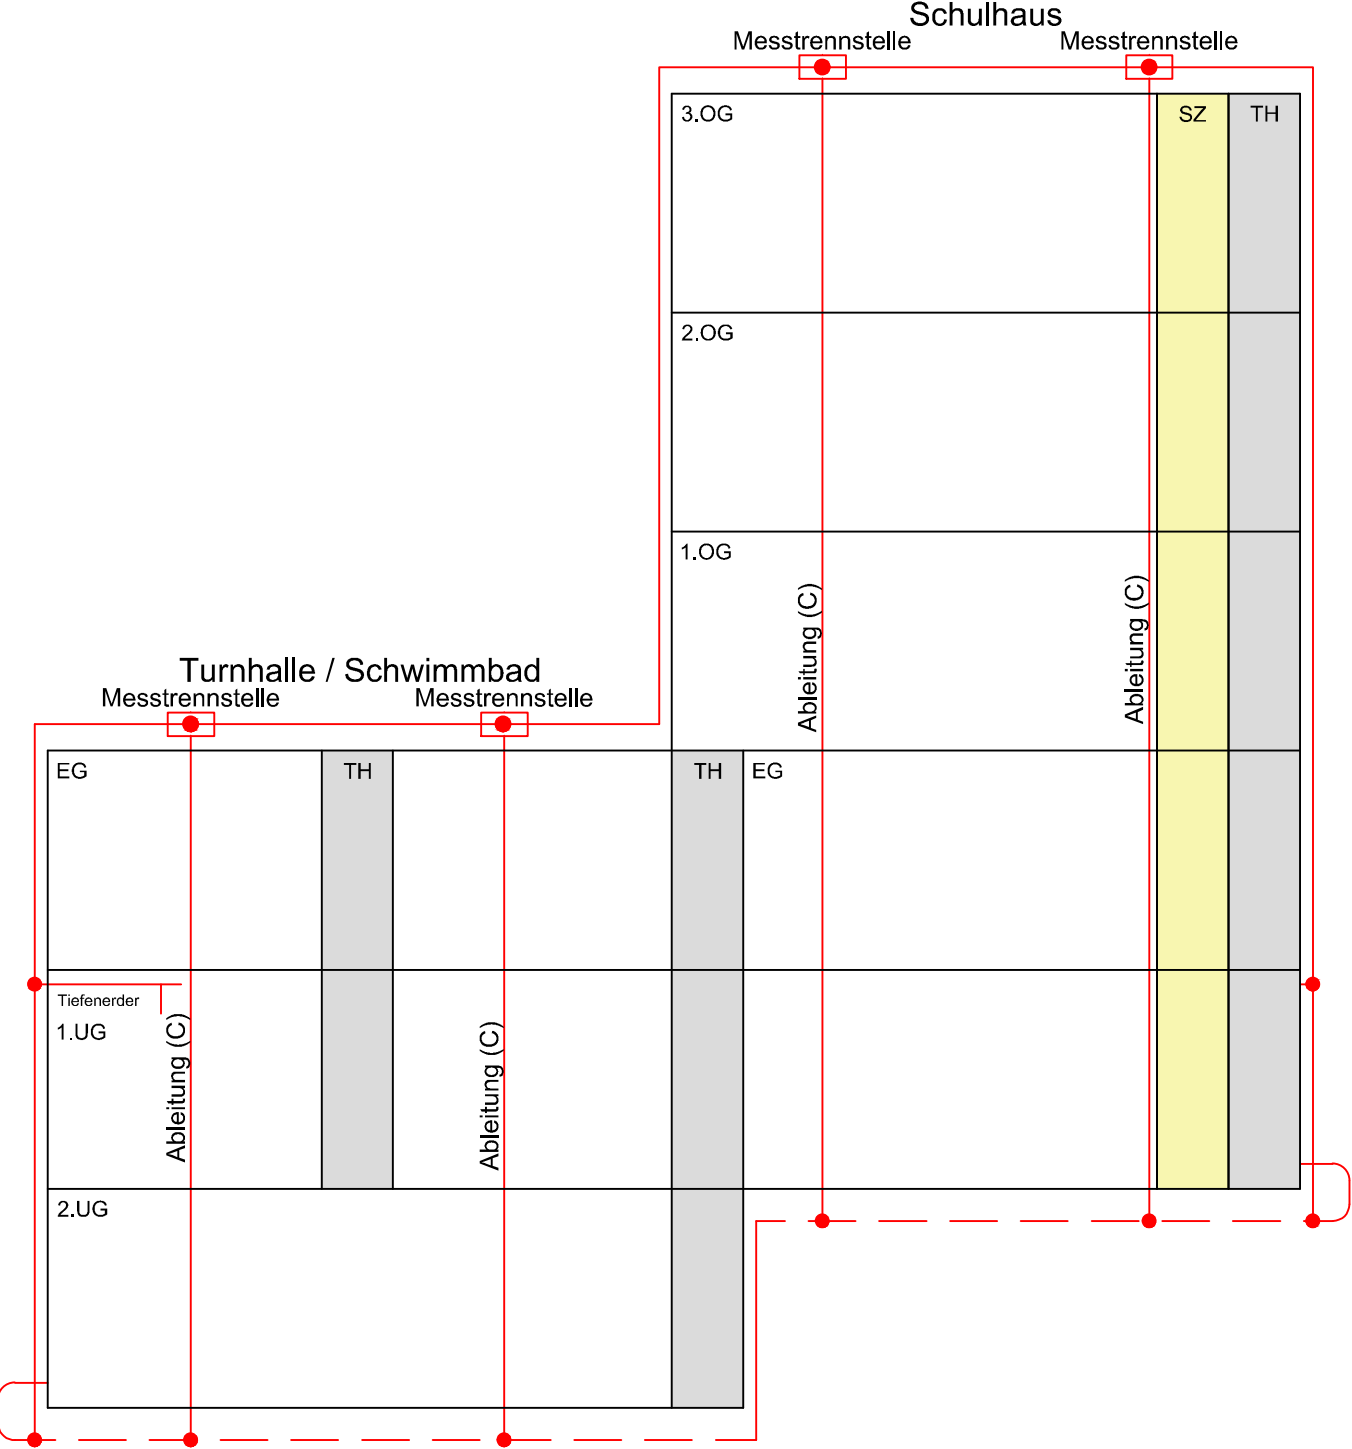 Schulhaus
Messtrennstelle Messtrennstelle
3.OG SZ TH
2.OG
1.OG
Ableitung (C) Ableitung (C)
Turnhalle / Schwimmbad
Messtrennstelle Messtrennstelle
EG TH TH EG
Tiefenerder
1.UG
Ableitung (C) Ableitung (C)
2.UG